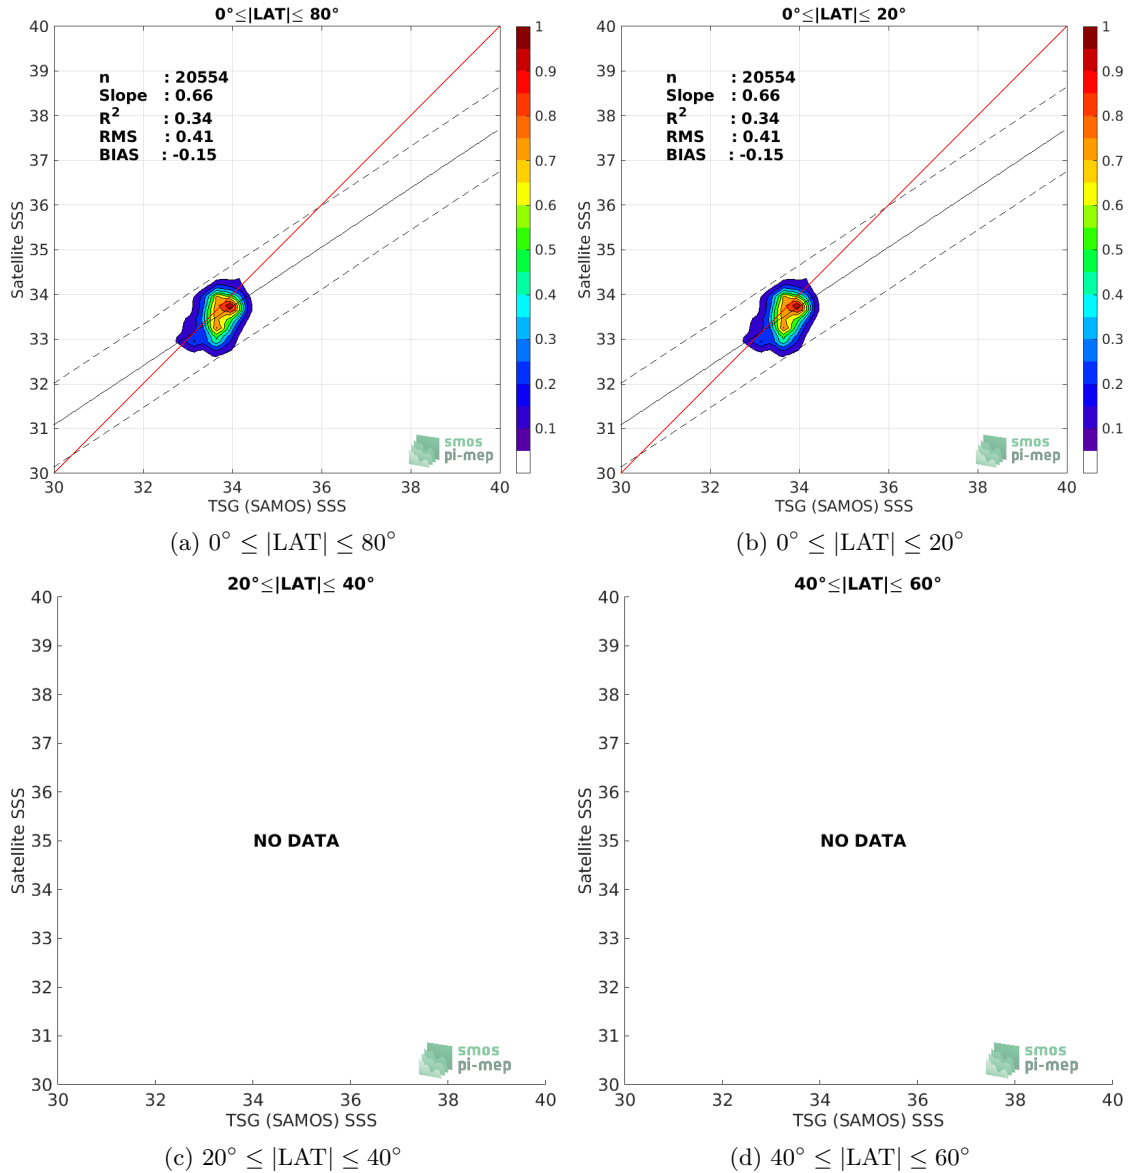 0°≤|LAT|≤ 80°
n : 20554
Slope : 0.66
R² : 0.34
RMS : 0.41
BIAS : -0.15
40
39
38
37
36
35
34
33
32
31
30
Satellite SSS
30 32 34 36 38 40
TSG (SAMOS) SSS
1
0.9
0.8
0.7
0.6
0.5
0.4
0.3
0.2
0.1
smos
pi-mep
(a) 0° ≤ |LAT| ≤ 80°
0°≤|LAT|≤ 20°
n : 20554
Slope : 0.66
R² : 0.34
RMS : 0.41
BIAS : -0.15
40
39
38
37
36
35
34
33
32
31
30
Satellite SSS
30 32 34 36 38 40
TSG (SAMOS) SSS
1
0.9
0.8
0.7
0.6
0.5
0.4
0.3
0.2
0.1
smos
pi-mep
(b) 0° ≤ |LAT| ≤ 20°
20°≤|LAT|≤ 40°
40
39
38
37
36
35
34
33
32
31
30
Satellite SSS
NO DATA
30 32 34 36 38 40
TSG (SAMOS) SSS
smos
pi-mep
(c) 20° ≤ |LAT| ≤ 40°
40°≤|LAT|≤ 60°
40
39
38
37
36
35
34
33
32
31
30
Satellite SSS
NO DATA
30 32 34 36 38 40
TSG (SAMOS) SSS
smos
pi-mep
(d) 40° ≤ |LAT| ≤ 60°